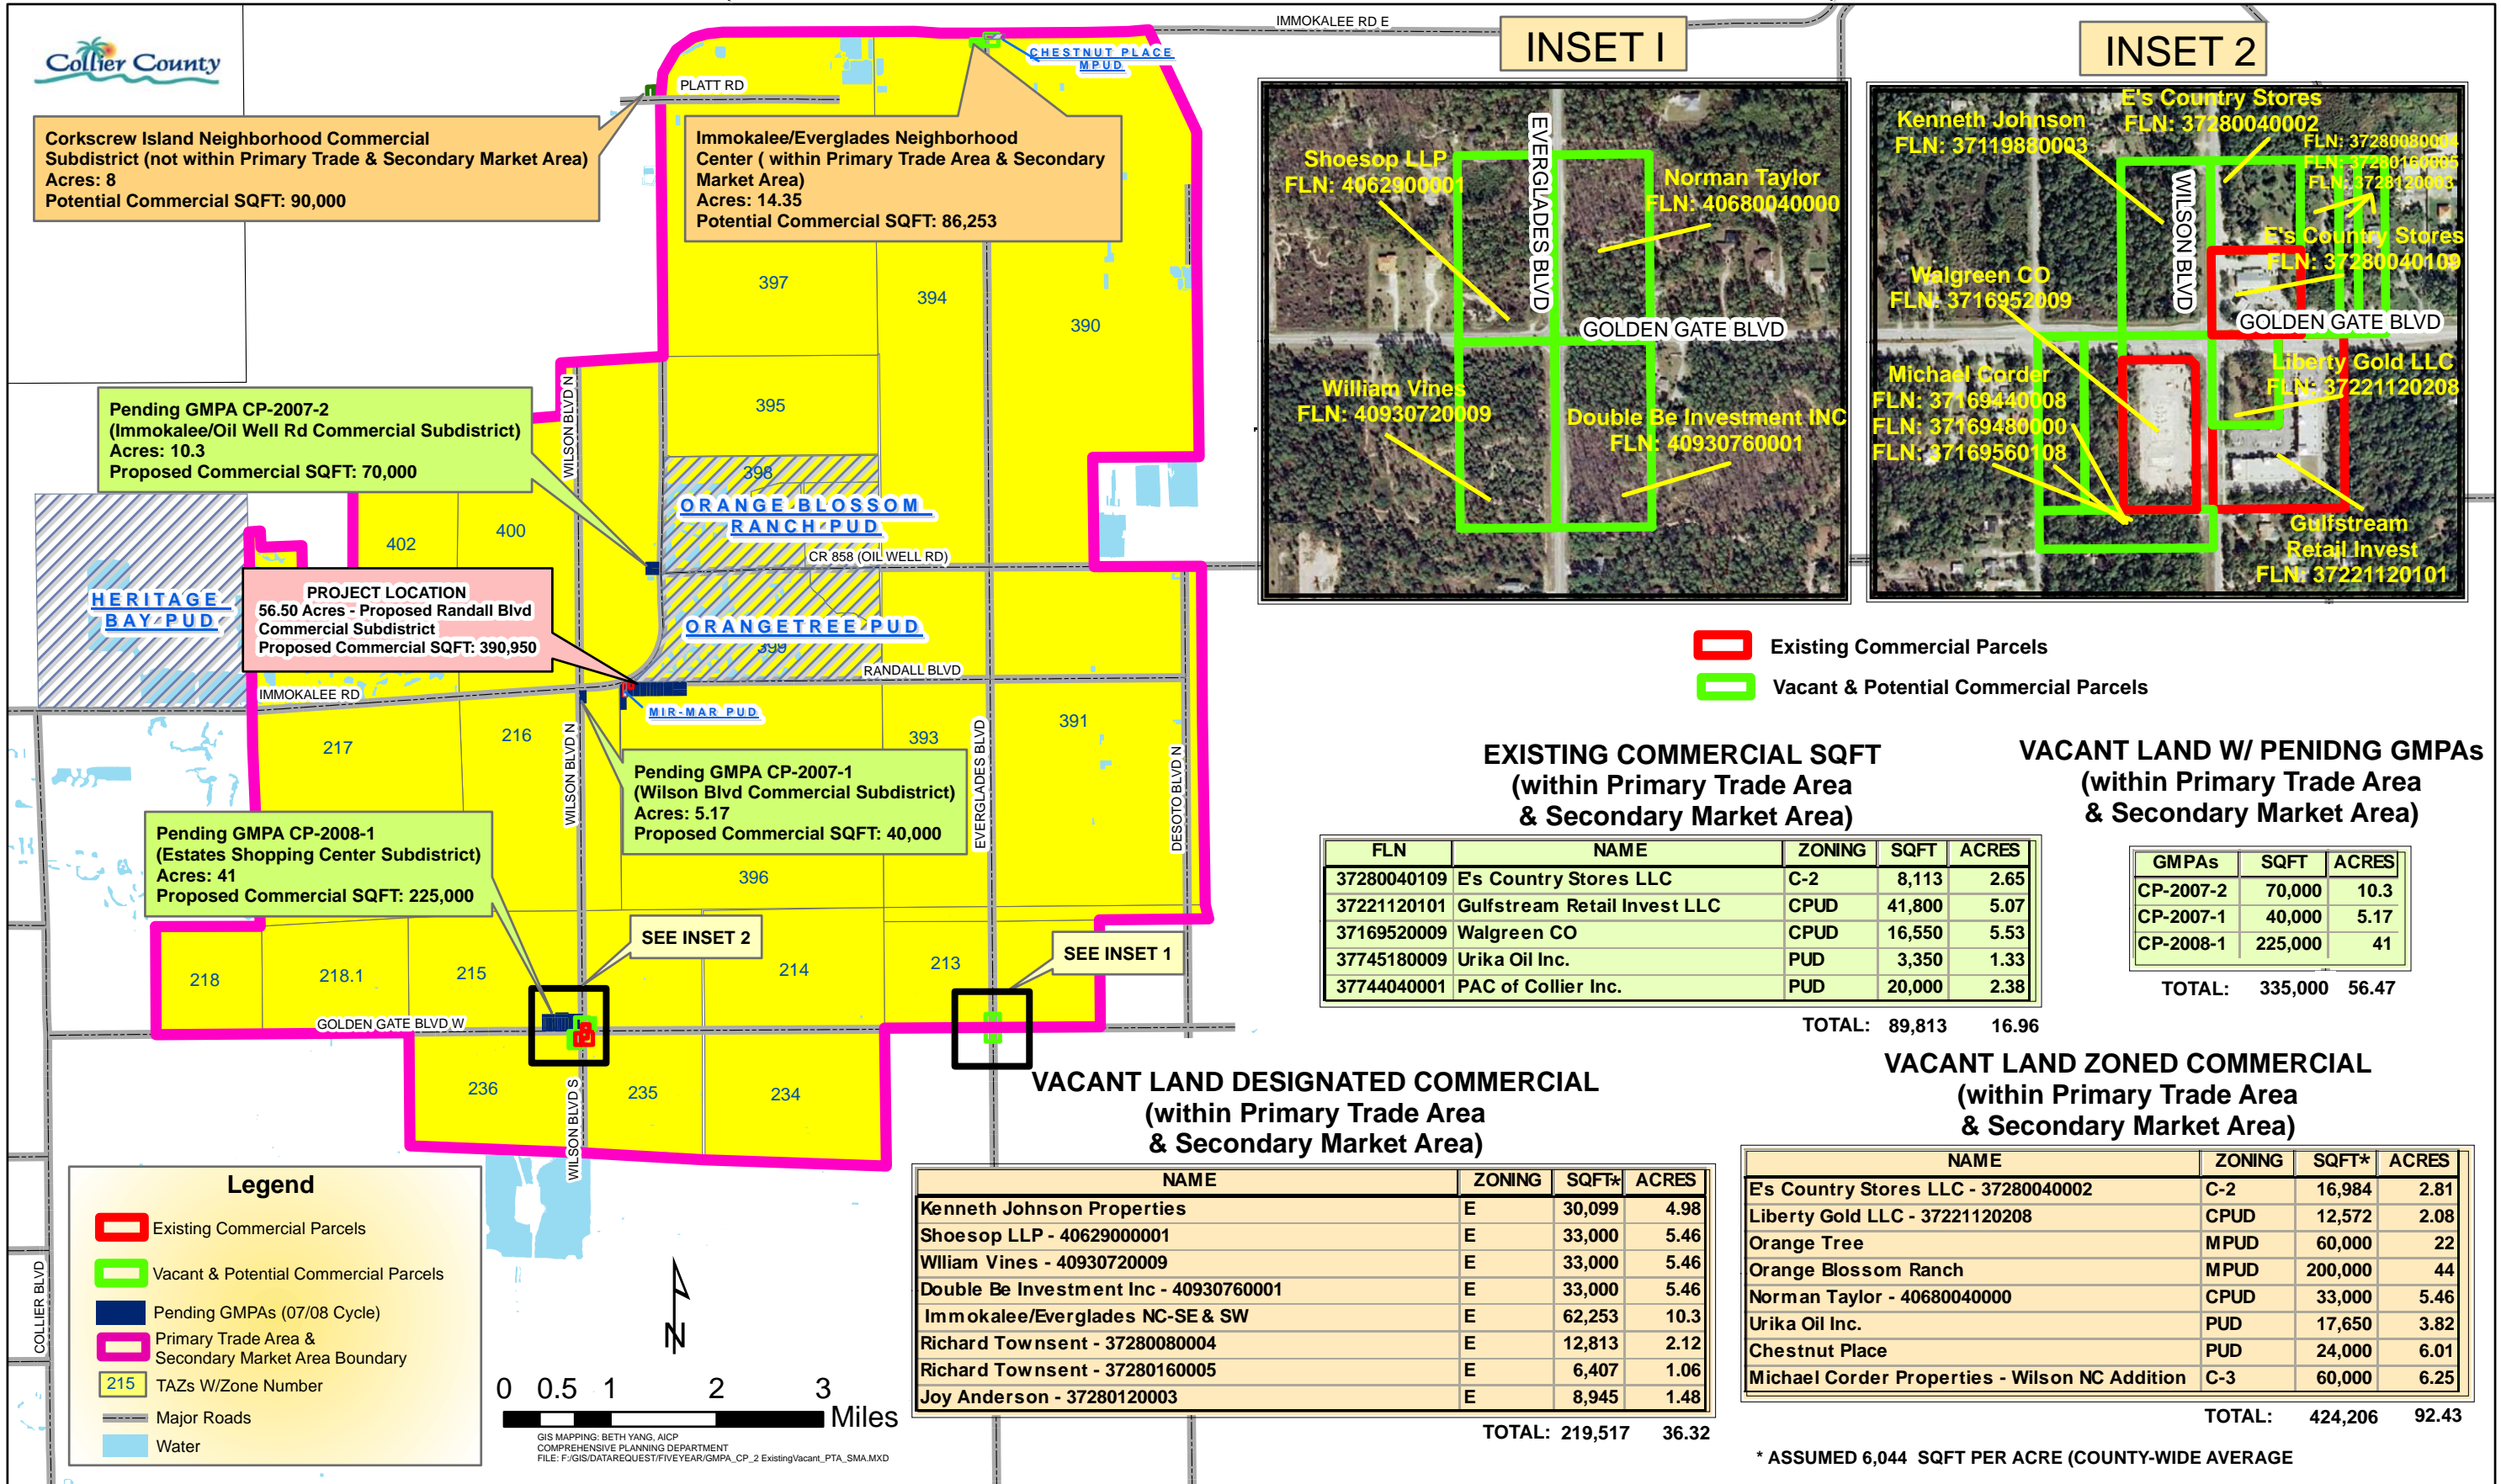 Collier County
IMMOKALEE RD E
CHESTNUT PLACE
MPUD
PLATT RD
Corkscrew Island Neighborhood Commercial
Subdistrict (not within Primary Trade & Secondary Market Area)
Acres: 8
Potential Commercial SQFT: 90,000
Immokalee/Everglades Neighborhood
Center ( within Primary Trade Area & Secondary
Market Area)
Acres: 14.35
Potential Commercial SQFT: 86,253
397
394
390
395
WILSON BLVD N
Pending GMPA CP-2007-2
(Immokalee/Oil Well Rd Commercial Subdistrict)
Acres: 10.3
Proposed Commercial SQFT: 70,000
398
ORANGE BLOSSOM
RANCH PUD
402
400
CR 858 (OIL WELL RD)
HERITAGE
BAY PUD
PROJECT LOCATION
56.50 Acres - Proposed Randall Blvd
Commercial Subdistrict
Proposed Commercial SQFT: 390,950
ORANGETREE PUD
399
RANDALL BLVD
IMMOKALEE RD
MIR-MAR PUD
217
216
393
391
WILSON BLVD N
EVERGLADES BLVD
DESOTO BLVD N
Pending GMPA CP-2007-1
(Wilson Blvd Commercial Subdistrict)
Acres: 5.17
Proposed Commercial SQFT: 40,000
Pending GMPA CP-2008-1
(Estates Shopping Center Subdistrict)
Acres: 41
Proposed Commercial SQFT: 225,000
396
SEE INSET 2
SEE INSET 1
218
218.1
215
214
213
GOLDEN GATE BLVD W
236
235
234
WILSON BLVD S
COLLIER BLVD
INSET I
Shoesop LLP
FLN: 4062900001
EVERGLADES BLVD
Norman Taylor
FLN: 40680040000
GOLDEN GATE BLVD
William Vines
FLN: 40930720009
Double Be Investment INC
FLN: 40930760001
INSET 2
Kenneth Johnson
FLN: 37119880003
E's Country Stores
FLN: 37280040002
FLN: 37280080004
FLN: 37280160005
FLN: 3728120003
WILSON BLVD
E's Country Stores
FLN: 37280040109
Walgreen CO
FLN: 3716952009
GOLDEN GATE BLVD
Michael Corder
FLN: 37169440008
FLN: 37169480000
FLN: 37169560108
Liberty Gold LLC
FLN: 37221120208
Gulfstream
Retail Invest
FLN: 37221120101
Existing Commercial Parcels
Vacant & Potential Commercial Parcels
EXISTING COMMERCIAL SQFT
(within Primary Trade Area
& Secondary Market Area)
FLN NAME ZONING SQFT ACRES
37280040109 E's Country Stores LLC C-2 8,113 2.65
37221120101 Gulfstream Retail Invest LLC CPUD 41,800 5.07
37169520009 Walgreen CO CPUD 16,550 5.53
37745180009 Urika Oil Inc. PUD 3,350 1.33
37744040001 PAC of Collier Inc. PUD 20,000 2.38
TOTAL: 89,813 16.96
VACANT LAND W/ PENIDNG GMPAs
(within Primary Trade Area
& Secondary Market Area)
GMPAs SQFT ACRES
CP-2007-2 70,000 10.3
CP-2007-1 40,000 5.17
CP-2008-1 225,000 41
TOTAL: 335,000 56.47
VACANT LAND DESIGNATED COMMERCIAL
(within Primary Trade Area
& Secondary Market Area)
NAME ZONING SQFT* ACRES
Kenneth Johnson Properties E 30,099 4.98
Shoesop LLP - 40629000001 E 33,000 5.46
Wlliam Vines - 40930720009 E 33,000 5.46
Double Be Investment Inc - 40930760001 E 33,000 5.46
Immokalee/Everglades NC-SE & SW E 62,253 10.3
Richard Townsent - 37280080004 E 12,813 2.12
Richard Townsent - 37280160005 E 6,407 1.06
Joy Anderson - 37280120003 E 8,945 1.48
TOTAL: 219,517 36.32
VACANT LAND ZONED COMMERCIAL
(within Primary Trade Area
& Secondary Market Area)
NAME ZONING SQFT* ACRES
E's Country Stores LLC - 37280040002 C-2 16,984 2.81
Liberty Gold LLC - 37221120208 CPUD 12,572 2.08
Orange Tree MPUD 60,000 22
Orange Blossom Ranch MPUD 200,000 44
Norman Taylor - 40680040000 CPUD 33,000 5.46
Urika Oil Inc. PUD 17,650 3.82
Chestnut Place PUD 24,000 6.01
Michael Corder Properties - Wilson NC Addition C-3 60,000 6.25
TOTAL: 424,206 92.43
* ASSUMED 6,044 SQFT PER ACRE (COUNTY-WIDE AVERAGE
Legend
Existing Commercial Parcels
Vacant & Potential Commercial Parcels
Pending GMPAs (07/08 Cycle)
Primary Trade Area &
Secondary Market Area Boundary
215 TAZs W/Zone Number
Major Roads
Water
N
0 0.5 1 2 3
Miles
GIS MAPPING: BETH YANG, AICP
COMPREHENSIVE PLANNING DEPARTMENT
FILE: F:/GIS/DATAREQUEST/FIVEYEAR/GMPA_CP_2 ExistingVacant_PTA_SMA.MXD